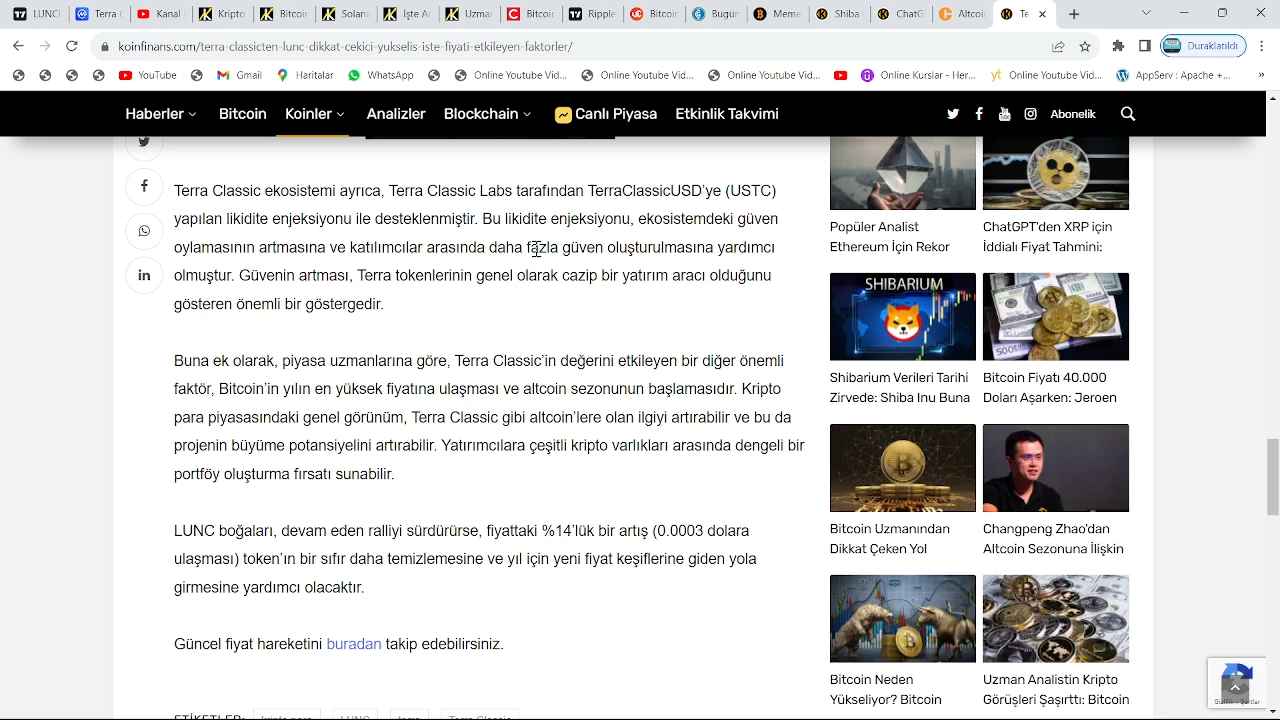 LUNC
Terra C
Kanal
Kripto
Bitcoi
Solana
İşte A
Uzmar
Bitcoin
Ripple
Bitcoi
Shiba
ChatG
Altcoi
Te
koinfinans.com/terra-classicten-lunc-dikkat-cekici-yukselis-iste-fiyati-etkileyen-faktorler/
Duraklatıldı
YouTube
Gmail
Haritalar
WhatsApp
Online Youtube Vid...
Online Youtube Vid...
Online Youtube Vid...
Online Kurslar - Her...
Online Youtube Vid...
AppServ : Apache +...
»
Haberler
Bitcoin
Koinler
Analizler
Blockchain
Canlı Piyasa
Etkinlik Takvimi
Abonelik
Terra Classic ekosistemi ayrıca, Terra Classic Labs tarafından TerraClassicUSD'ye (USTC)
yapılan likidite enjeksiyonu ile desteklenmiştir. Bu likidite enjeksiyonu, ekosistemdeki güven
oylamasının artmasına ve katılımcılar arasında daha fazla güven oluşturulmasına yardımcı
olmuştur. Güvenin artması, Terra tokenlerinin genel olarak cazip bir yatırım aracı olduğunu
gösteren önemli bir göstergedir.
Buna ek olarak, piyasa uzmanlarına göre, Terra Classic'in değerini etkileyen bir diğer önemli
faktör, Bitcoin'in yılın en yüksek fiyatına ulaşması ve altcoin sezonunun başlamasıdır. Kripto
para piyasasındaki genel görünüm, Terra Classic gibi altcoin'lere olan ilgiyi artırabilir ve bu da
projenin büyüme potansiyelini artırabilir. Yatırımcılara çeşitli kripto varlıkları arasında dengeli bir
portföy oluşturma fırsatı sunabilir.
LUNC boğaları, devam eden ralliyi sürdürürse, fiyattaki %14'lük bir artış (0.0003 dolara
ulaşması) token'ın bir sıfır daha temizlemesine ve yıl için yeni fiyat keşiflerine giden yola
girmesine yardımcı olacaktır.
Güncel fiyat hareketini buradan takip edebilirsiniz.
ETİKETLER:
kripto para
LUNC
terra
Terra Classic
Popüler Analist
Ethereum İçin Rekor
ChatGPT'den XRP için
İddialı Fiyat Tahmini:
SHIBARIUM
Shibarium Verileri Tarihi
Zirvede: Shiba Inu Buna
Bitcoin Fiyatı 40.000
Doları Aşarken: Jeroen
Bitcoin Uzmanından
Dikkat Çeken Yol
Changpeng Zhao'dan
Altcoin Sezonuna İlişkin
Bitcoin Neden
Yükseliyor? Bitcoin
Uzman Analistin Kripto
Görüşleri Şaşırttı: Bitcoin
Gizlilik - Şartlar